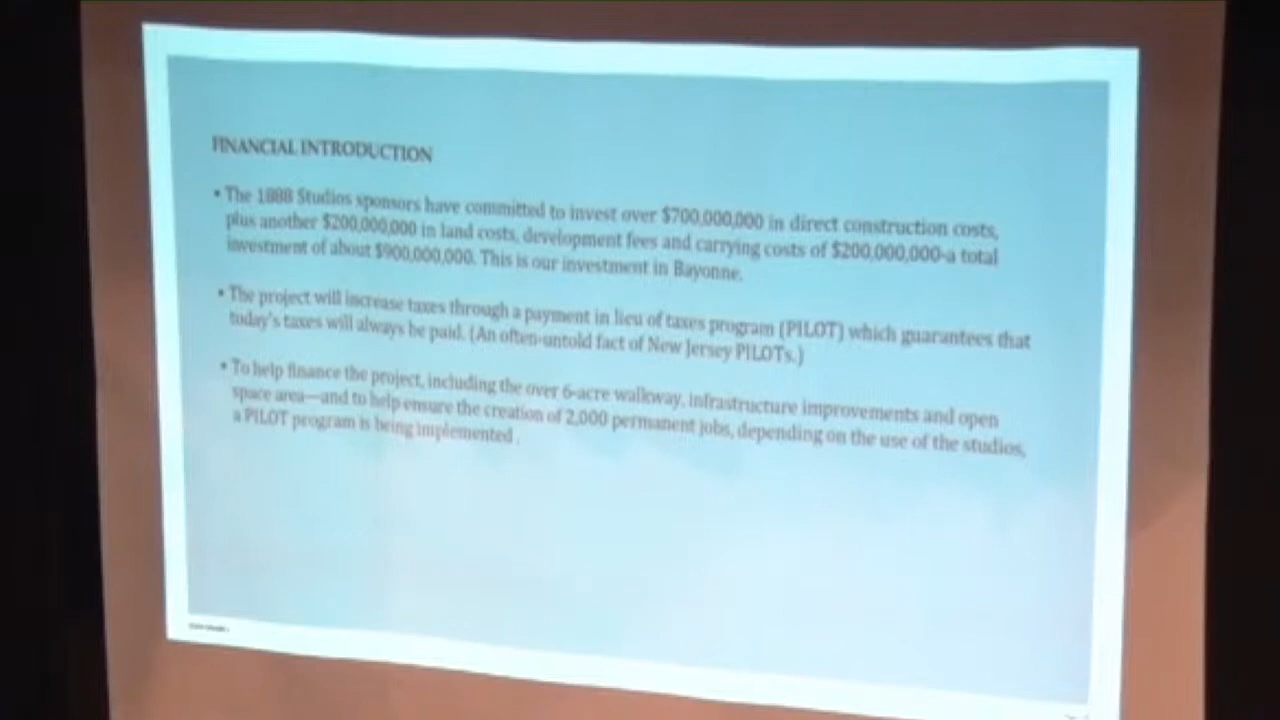 FINANCIAL INTRODUCTION
• The 1888 Studios sponsors have committed to invest over $700,000,000 in direct construction costs,
plus another $200,000,000 in land costs, development fees and carrying costs of $200,000,000-a total
investment of about $900,000,000. This is our investment in Bayonne.
• The project will increase taxes through a payment in lieu of taxes program (PILOT) which guarantees that
today's taxes will always be paid. (An often-untold fact of New Jersey PILOTs.)
• To help finance the project, including the over 6-acre walkway, infrastructure improvements and open
space area—and to help ensure the creation of 2,000 permanent jobs, depending on the use of the studios,
a PILOT program is being implemented .